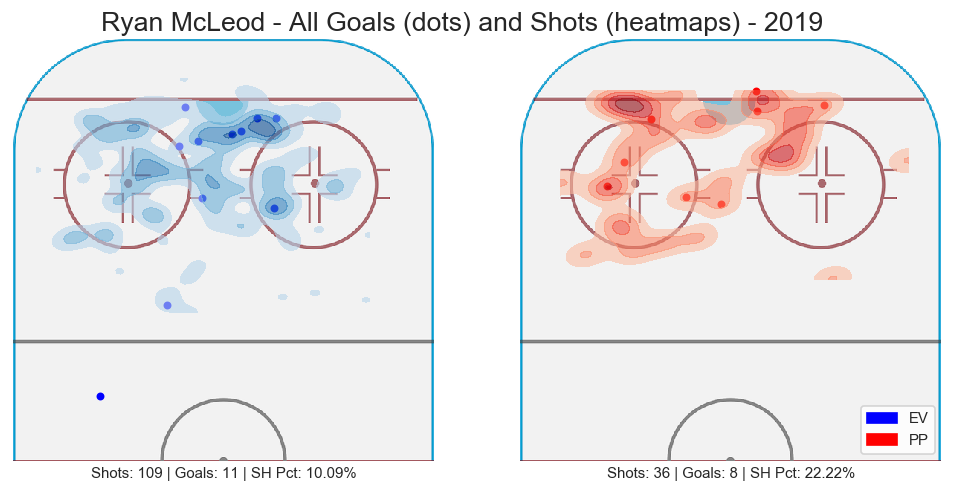 Ryan McLeod - All Goals (dots) and Shots (heatmaps) - 2019
EV
PP
Shots: 109 | Goals: 11 | SH Pct: 10.09%
Shots: 36 | Goals: 8 | SH Pct: 22.22%